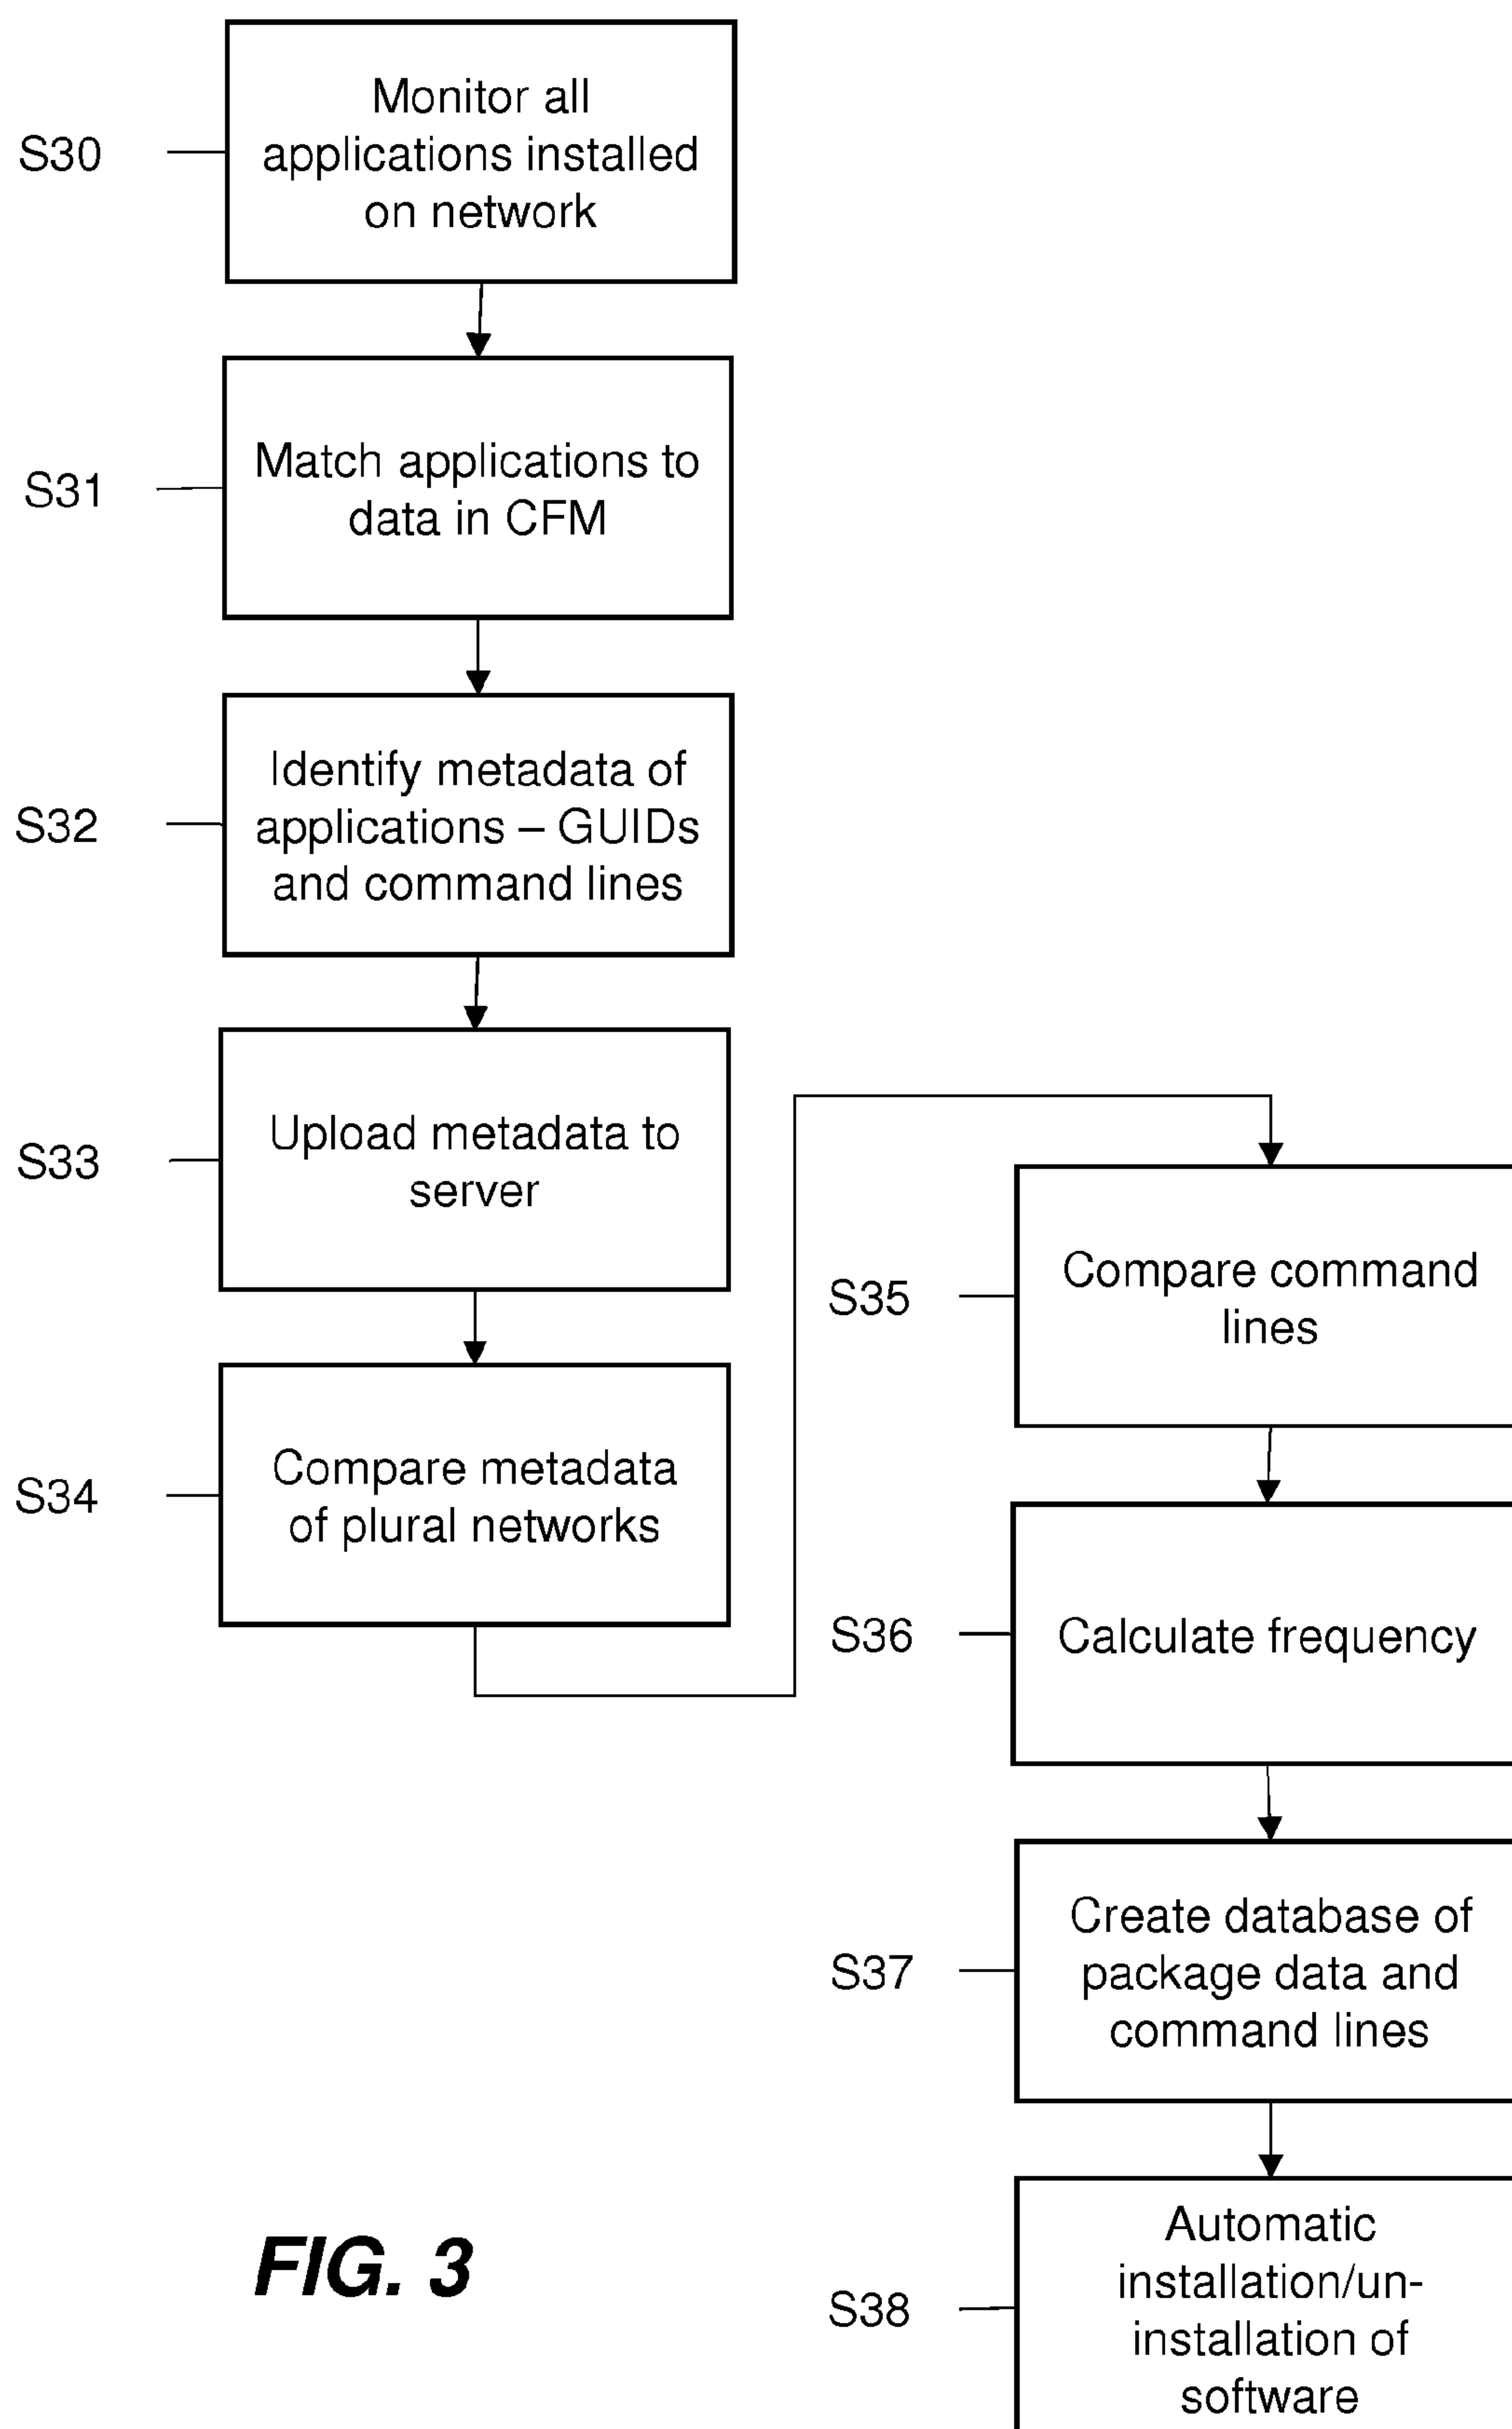 S30
Monitor all
applications installed
on network
S31
Match applications to
data in CFM
S32
Identify metadata of
applications – GUIDs
and command lines
S33
Upload metadata to
server
S34
Compare metadata
of plural networks
S35
Compare command
lines
S36
Calculate frequency
S37
Create database of
package data and
command lines
S38
Automatic
installation/un-
installation of
software
FIG. 3